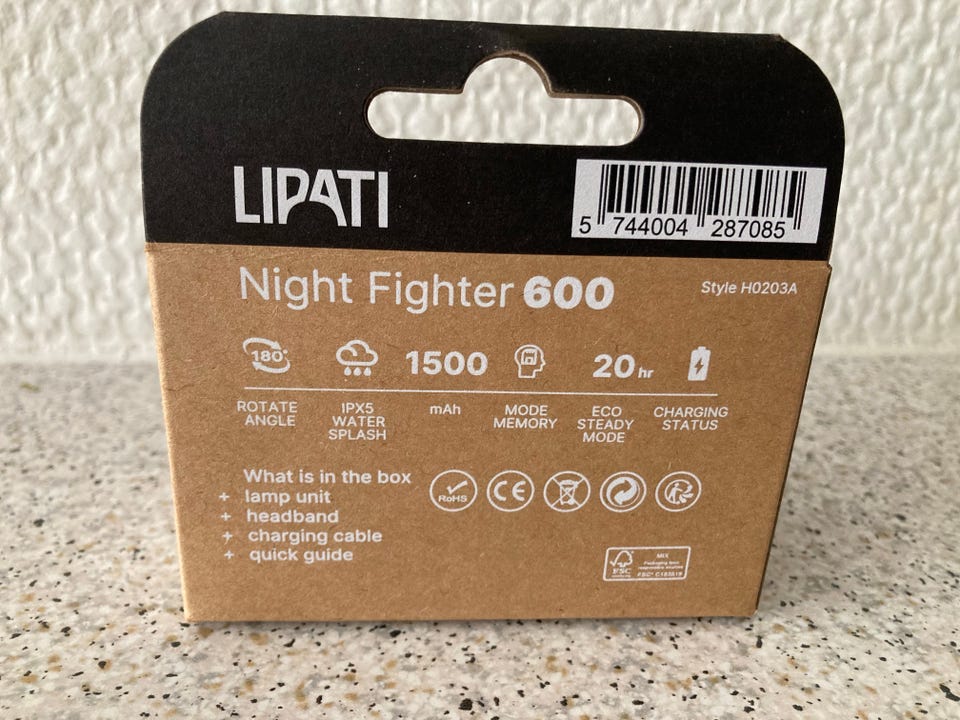 LIPATI
5 744004 287085
Night Fighter 600
Style H0203A
180°
1500
20 hr
ROTATE ANGLE
IPX5 WATER SPLASH
mAh
MODE MEMORY
ECO STEADY MODE
CHARGING STATUS
What is in the box
+ lamp unit
+ headband
+ charging cable
+ quick guide
RoHS
CE
FSC
MIX